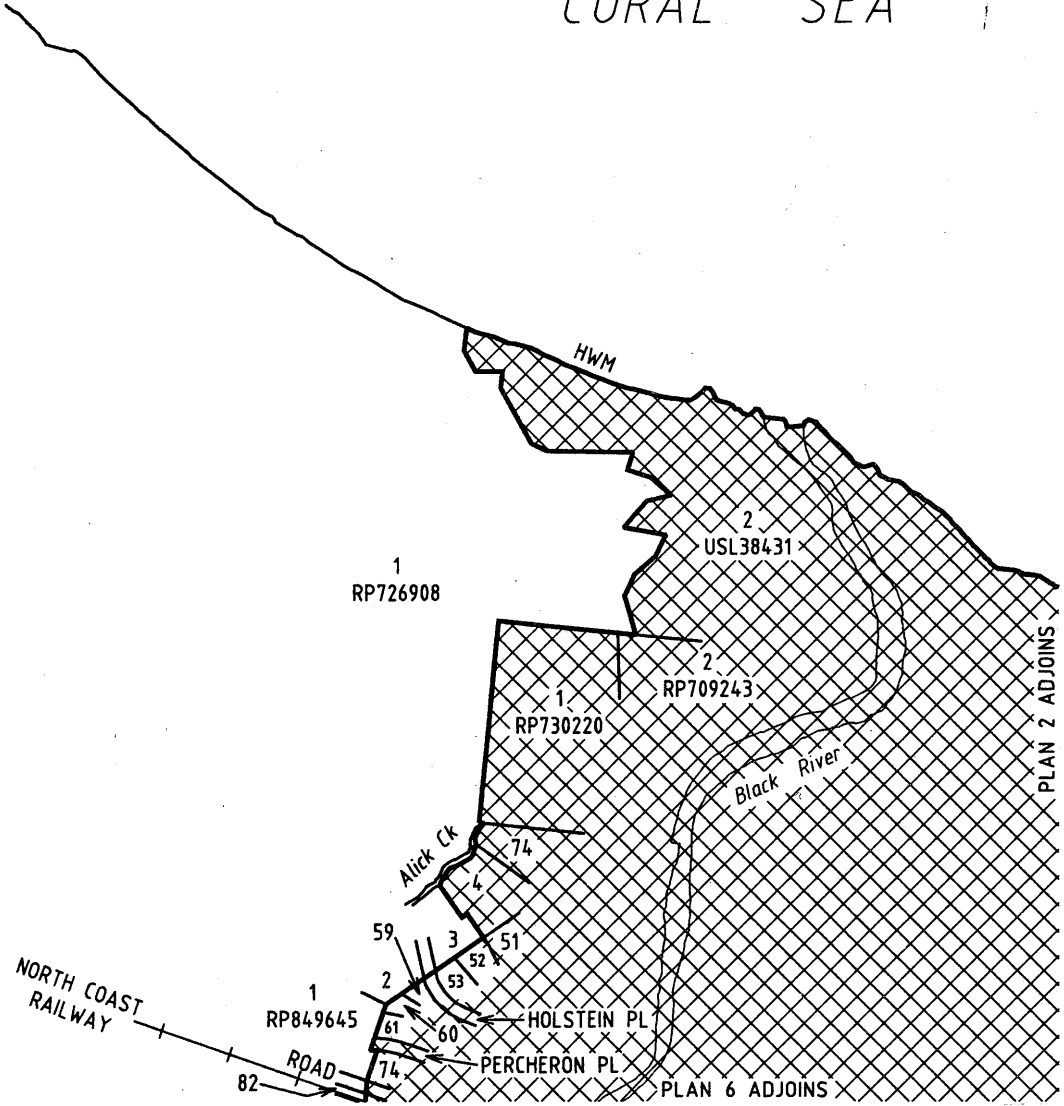 CORAL SEA
HWM
2
USL38431
1
RP726908
PLAN 2 ADJOINS
2
RP709243
1
RP730220
Black River
Alick Ck
74
4
59
3
51
52
53
2
NORTH COAST
RAILWAY
1
RP849645
61
60
HOLSTEIN PL
ROAD
74
PERCHERON PL
82
PLAN 6 ADJOINS